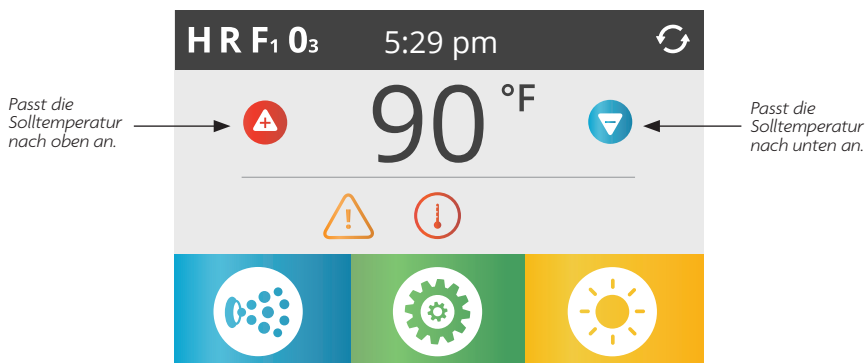 H R F1 03 5:29 pm
90 °F
Passt die
Solltemperatur
nach oben an.
Passt die
Solltemperatur
nach unten an.